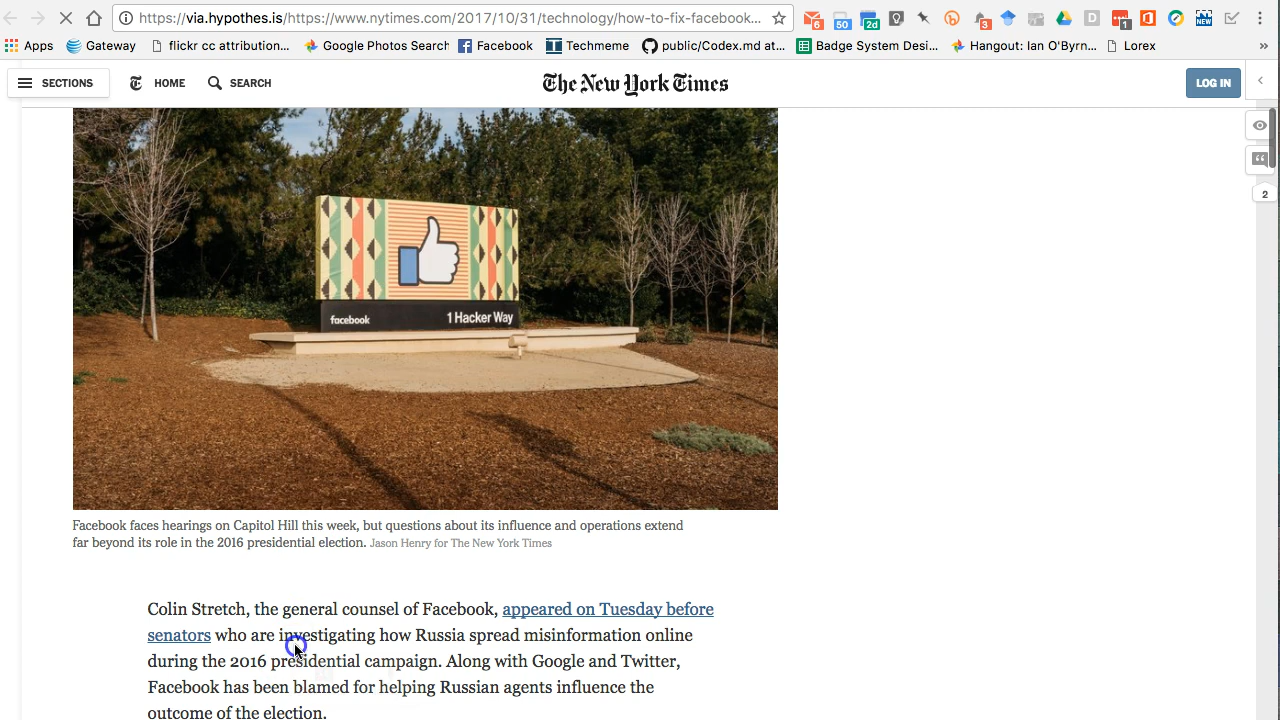 https://via.hypothes.is/https://www.nytimes.com/2017/10/31/technology/how-to-fix-facebook...
6 50 2d 3 1 NEW
Apps Gateway flickr cc attribution... Google Photos Search Facebook Techmeme public/Codex.md at... Badge System Desi... Hangout: Ian O'Byrn... Lorex »
SECTIONS HOME SEARCH The New York Times LOG IN
2
facebook 1 Hacker Way
Facebook faces hearings on Capitol Hill this week, but questions about its influence and operations extend
far beyond its role in the 2016 presidential election. Jason Henry for The New York Times
Colin Stretch, the general counsel of Facebook, appeared on Tuesday before
senators who are investigating how Russia spread misinformation online
during the 2016 presidential campaign. Along with Google and Twitter,
Facebook has been blamed for helping Russian agents influence the
outcome of the election.